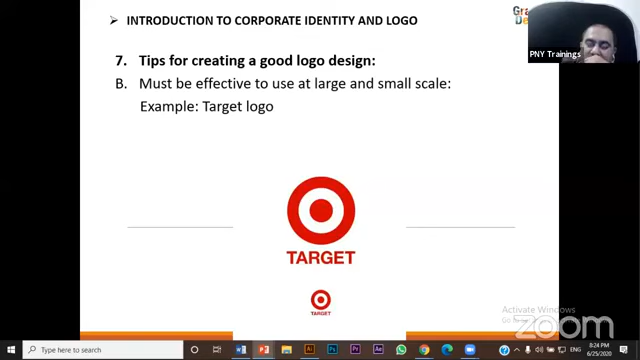 ➢ INTRODUCTION TO CORPORATE IDENTITY AND LOGO
Gra
De
PNY Trainings
7. Tips for creating a good logo design:
B. Must be effective to use at large and small scale:
Example: Target logo
TARGET
TARGET
Activate Windows
zoom
Type here to search
ENG
8:24 PM
6/25/2020